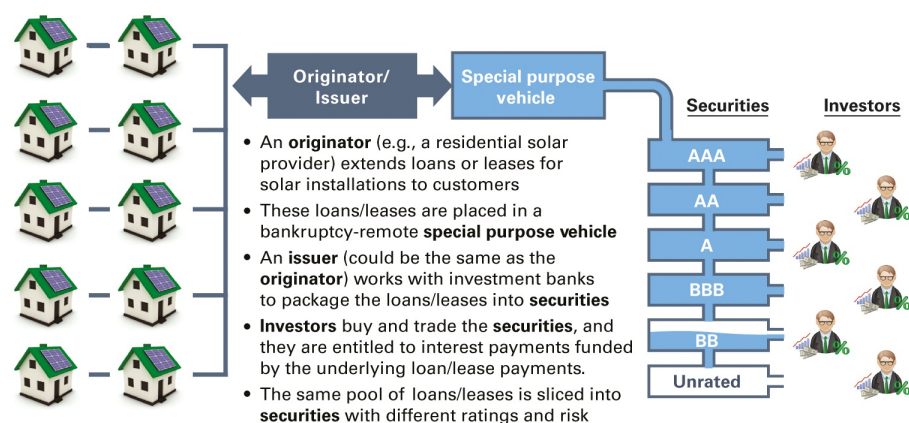 Originator/
Issuer
Special purpose
vehicle
Securities
Investors
• An originator (e.g., a residential solar
provider) extends loans or leases for
solar installations to customers
• These loans/leases are placed in a
bankruptcy-remote special purpose vehicle
• An issuer (could be the same as the
originator) works with investment banks
to package the loans/leases into securities
• Investors buy and trade the securities, and
they are entitled to interest payments funded
by the underlying loan/lease payments.
• The same pool of loans/leases is sliced into
securities with different ratings and risk
AAA
AA
A
BBB
BB
Unrated
%
%
%
%
%
%